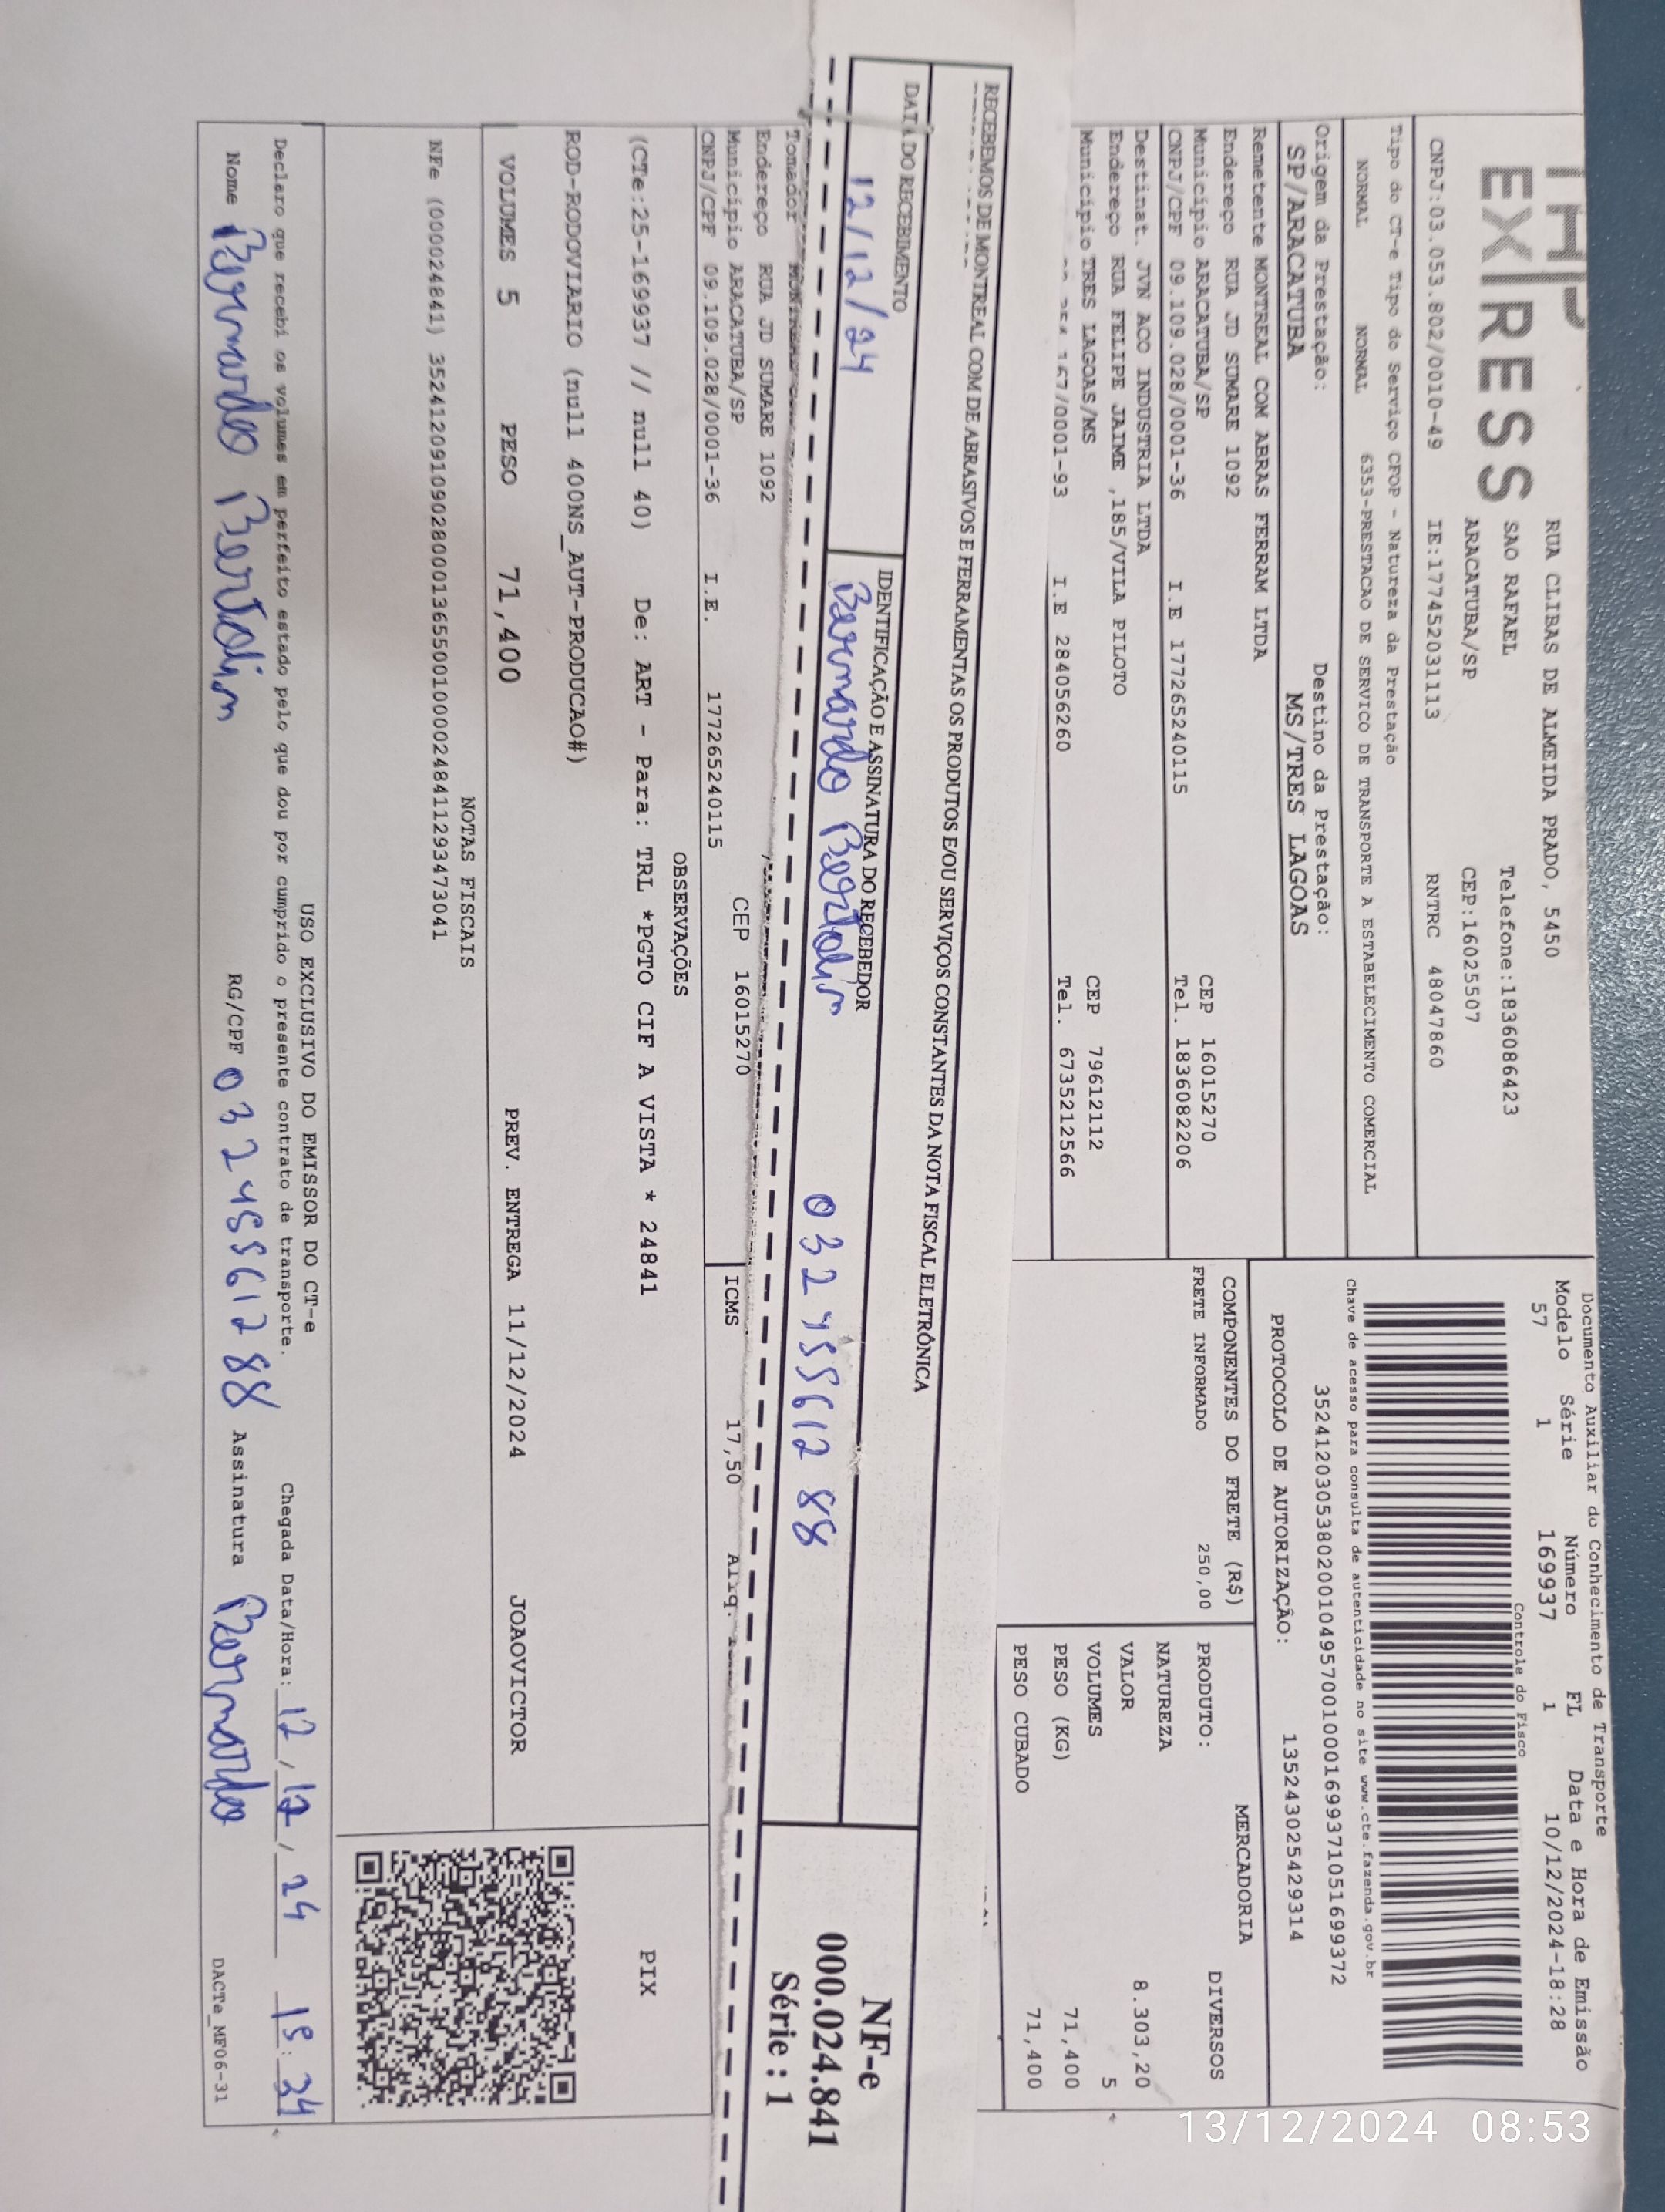 EXPRESS
RUA CLIBAS DE ALMEIDA PRADO, 5450
SAO RAFAEL Telefone:1836086423
ARACATUBA/SP CEP:16025507
CNPJ:03.053.802/0010-49 IE:177452031113 RNTRC 48047860
Tipo do CT-e Tipo do Serviço CFOP - Natureza da Prestação
NORMAL NORMAL 6353-PRESTACAO DE SERVICO DE TRANSPORTE A ESTABELECIMENTO COMERCIAL
Origem da Prestação: Destino da Prestação:
SP/ARACATUBA MS/TRES LAGOAS
Remetente MONTREAL COM ABRAS FERRAM LTDA
Endereço RUA JD SUMARE 1092
Município ARACATUBA/SP CEP 16015270
CNPJ/CPF 09.109.028/0001-36 I.E 177265240115 Tel. 1836082206
Destinat. JVN ACO INDUSTRIA LTDA
Endereço RUA FELIPE JAIME ,185/VILA PILOTO
Município TRES LAGOAS/MS CEP 79612112
167/0001-93 I.E 284056260 Tel. 6735212566
Documento Auxiliar do Conhecimento de Transporte
Modelo Série Número FL Data e Hora de Emissão
57 1 169937 1 10/12/2024-18:28
Controle do Fisco
Chave de acesso para consulta de autenticidade no site www.cte.fazenda.gov.br
35241203053802001049570010001699371051699372
PROTOCOLO DE AUTORIZAÇÃO: 135243025429314
COMPONENTES DO FRETE (R$)
FRETE INFORMADO 250,00
MERCADORIA
PRODUTO: DIVERSOS
NATUREZA
VALOR 8.303,20
VOLUMES 5
PESO (KG) 71,400
PESO CUBADO 71,400
RECEBEMOS DE MONTREAL COM DE ABRASIVOS E FERRAMENTAS OS PRODUTOS E/OU SERVIÇOS CONSTANTES DA NOTA FISCAL ELETRÔNICA
DATA DO RECEBIMENTO IDENTIFICAÇÃO E ASSINATURA DO RECEBEDOR
12/12/24 Bernardo Bertolin 032 455612 88
NF-e
000.024.841
Série : 1
Tomador
Endereço RUA JD SUMARE 1092
Município ARACATUBA/SP CEP 16015270
CNPJ/CPF 09.109.028/0001-36 I.E. 177265240115
ICMS 17,50 Aliq.
OBSERVAÇÕES
(CTe:25-169937 // null 40) De: ART - Para: TRL *PGTO CIF A VISTA * 24841
ROD-RODOVIARIO (null 400NS_AUT-PRODUCAO#)
PIX
VOLUMES 5 PESO 71,400 PREV. ENTREGA 11/12/2024 JOAOVICTOR
NOTAS FISCAIS
NFe (000024841) 35241209109028000136550010000248411293473041
USO EXCLUSIVO DO EMISSOR DO CT-e
Declaro que recebi os volumes em perfeito estado pelo que dou por cumprido o presente contrato de transporte. Chegada Data/Hora: 12/12/24 15:34
Nome Bernardo Bertolin RG/CPF 032455612 88 Assinatura Bernardo DACTe_MF06-31
13/12/2024 08:53